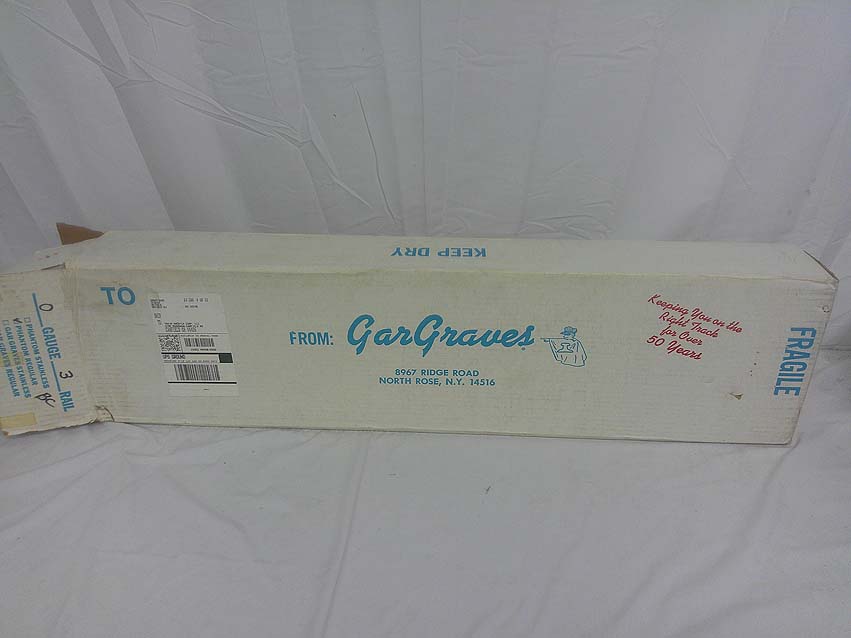 KEEP DRY
TO
UPS GROUND
FROM: GarGraves
8967 RIDGE ROAD
NORTH ROSE, N.Y. 14516
Keeping You on the
Right Track
for Over
50 Years
FRAGILE
O GAUGE 3 RAIL
PHANTOM STAINLESS
PHANTOM REGULAR
GARGRAVES STAINLESS
GRAVES REGULAR